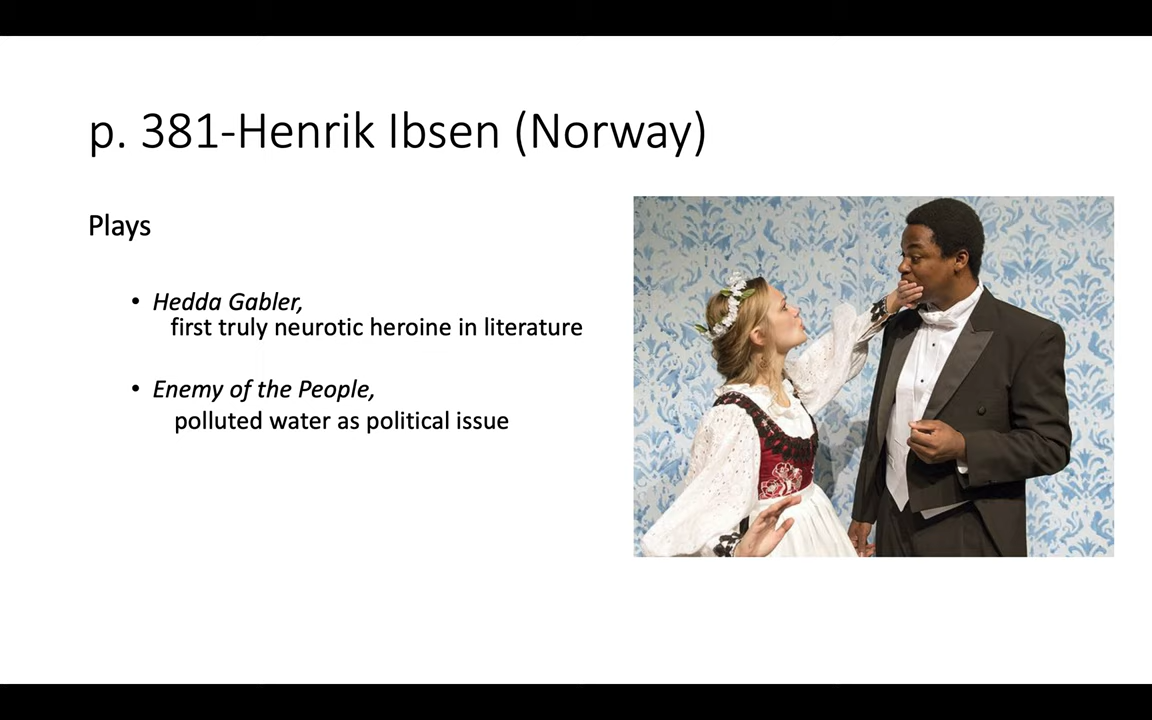 p. 381-Henrik Ibsen (Norway)
Plays
• Hedda Gabler,
first truly neurotic heroine in literature
• Enemy of the People,
polluted water as political issue